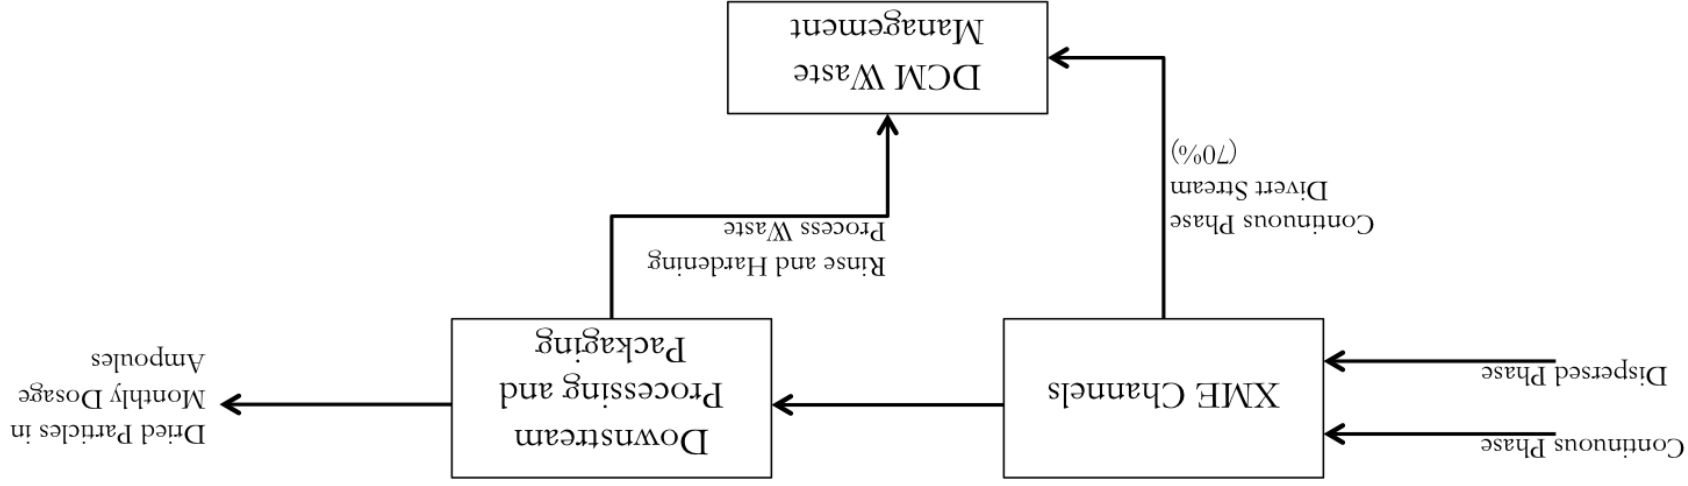 Continuous Phase
Dispersed Phase
XME Channels
Downstream
Processing and
Packaging
Dried Particles in
Monthly Dosage
Ampoules
Rinse and Hardening
Process Waste
Continuous Phase
Divert Stream
(70%)
DCM Waste
Management